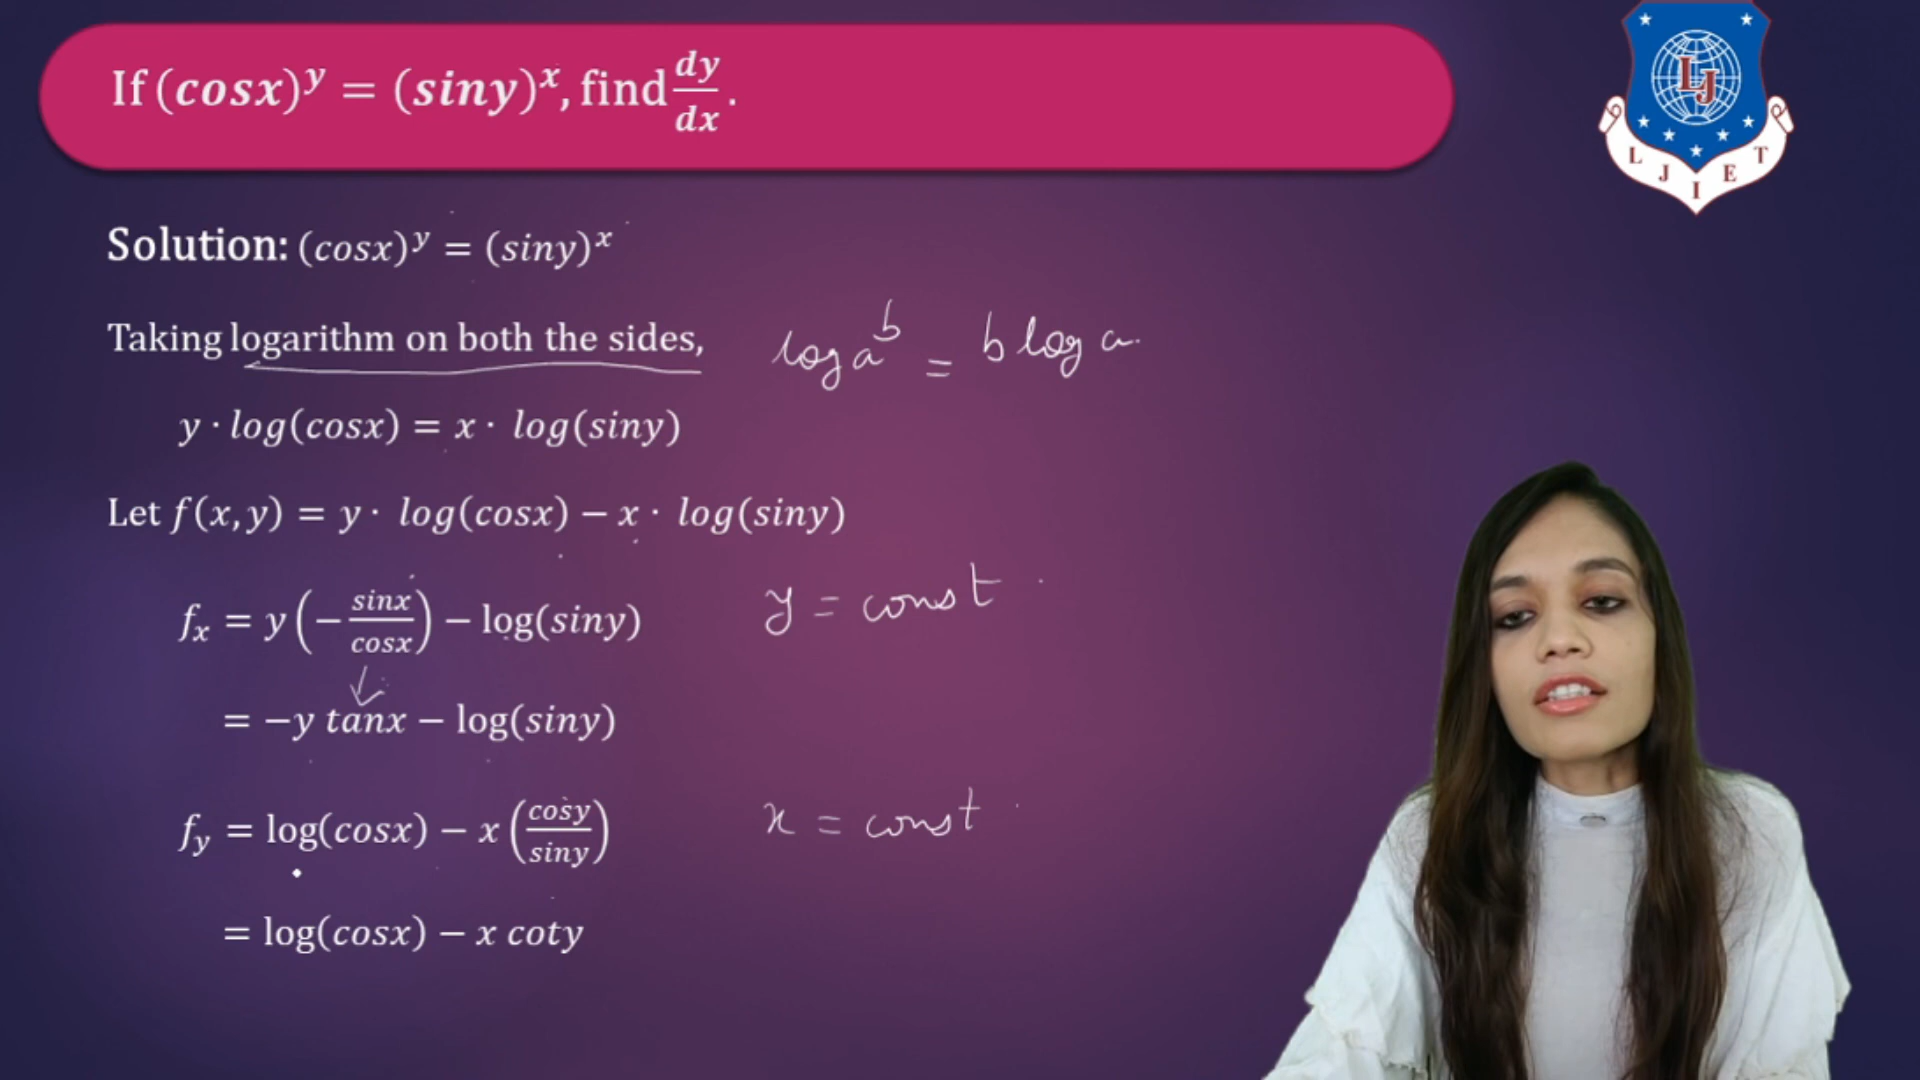 If (cosx)^y = (siny)^x, find dy/dx.
LJ
L J I E T
Solution: (cosx)^y = (siny)^x
Taking logarithm on both the sides,
log a^b = b log a.
y · log(cosx) = x · log(siny)
Let f(x, y) = y · log(cosx) − x · log(siny)
f_x = y(−sinx/cosx) − log(siny)
y = const
= −y tanx − log(siny)
f_y = log(cosx) − x(cosy/siny)
x = const
= log(cosx) − x coty